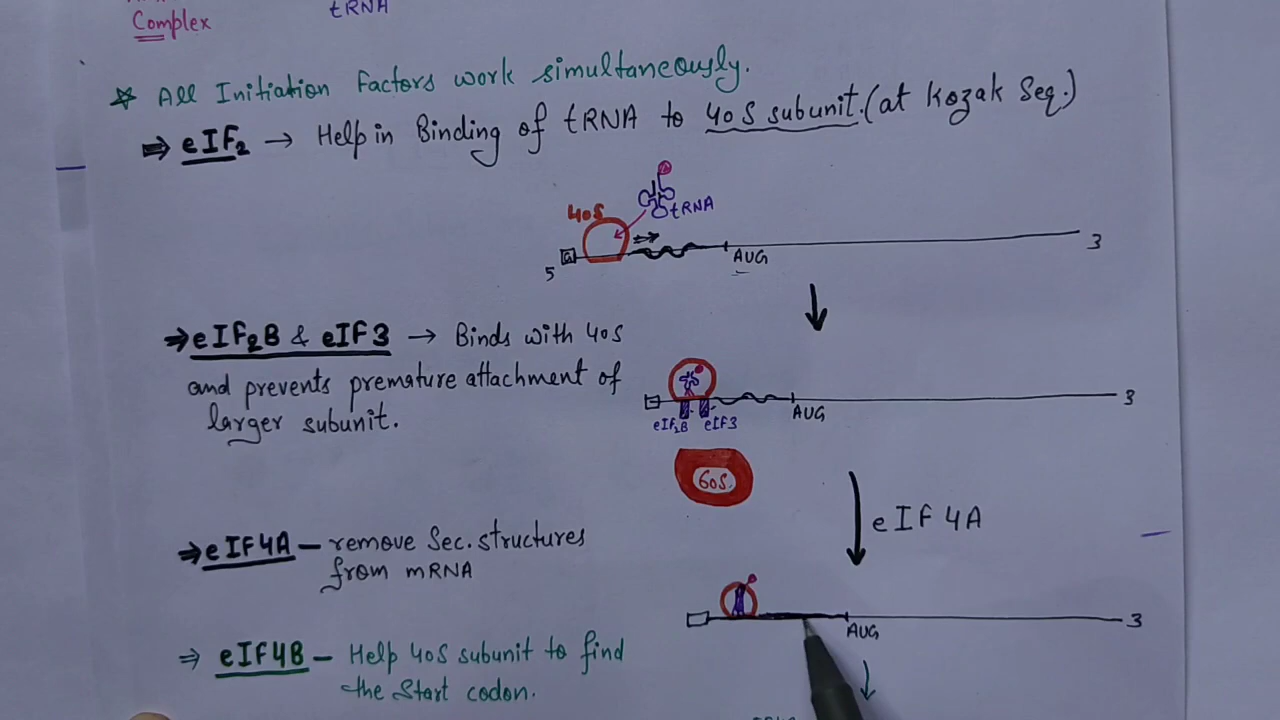 Complex
tRNA
☆ All Initiation Factors work simultaneously.
⇒ eIF2 → Help in Binding of tRNA to 40S subunit. (at Kozak Seq.)
40S
tRNA
G
5
AUG
3
⇒ eIF2B & eIF3 → Binds with 40S
and prevents premature attachment of
larger subunit.
AUG
3
eIF2B eIF3
60S
eIF4A
⇒ eIF4A – remove Sec. structures
from mRNA
AUG
3
⇒ eIF4B – Help 40S subunit to find
the Start codon.